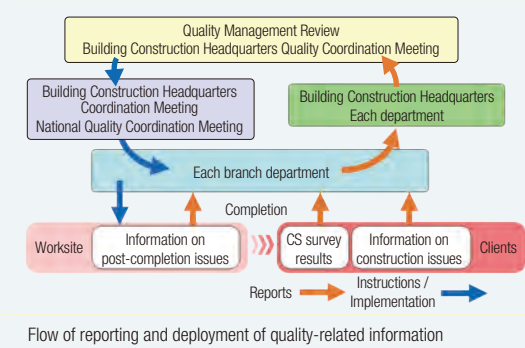 Quality Management Review
Building Construction Headquarters Quality Coordination Meeting
Building Construction Headquarters
Coordination Meeting
National Quality Coordination Meeting
Building Construction Headquarters
Each department
Each branch department
Completion
Worksite
Information on
post-completion issues
CS survey
results
Information on
construction issues
Clients
Reports
Instructions /
Implementation
Flow of reporting and deployment of quality-related information